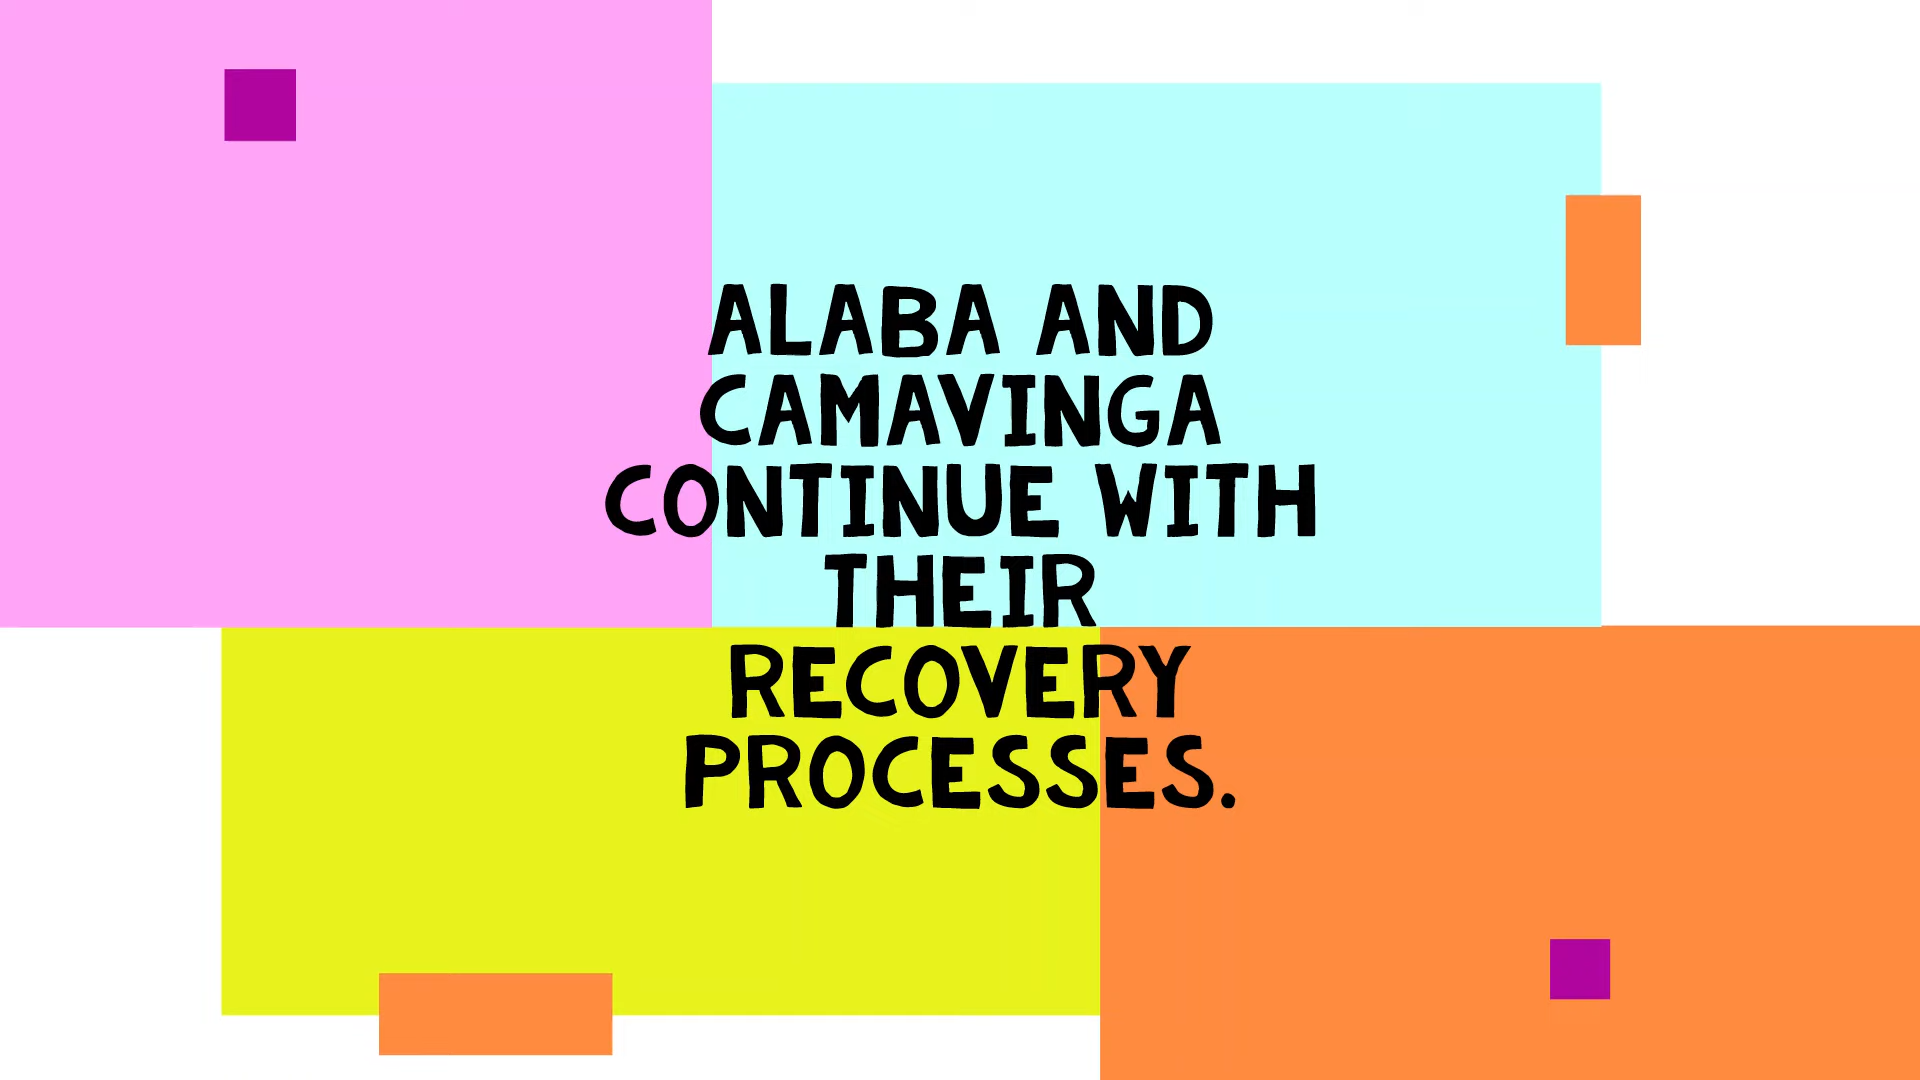 ALABA AND
CAMAVINGA
CONTINUE WITH
THEIR
RECOVERY
PROCESSES.